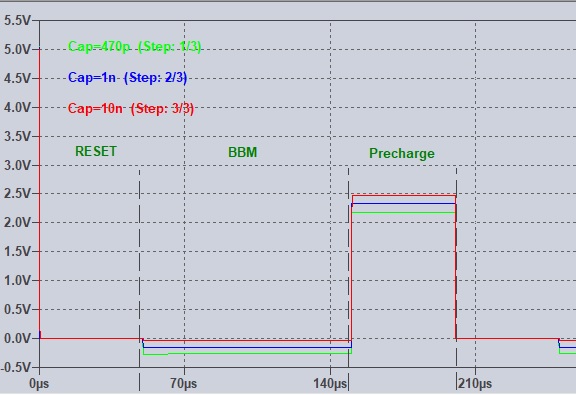 5.5V
5.0V
Cap=470p (Step: 1/3)
4.5V
Cap=1n (Step: 2/3)
4.0V
Cap=10n (Step: 3/3)
3.5V
RESET BBM Precharge
3.0V
2.5V
2.0V
1.5V
1.0V
0.5V
0.0V
-0.5V
0µs 70µs 140µs 210µs